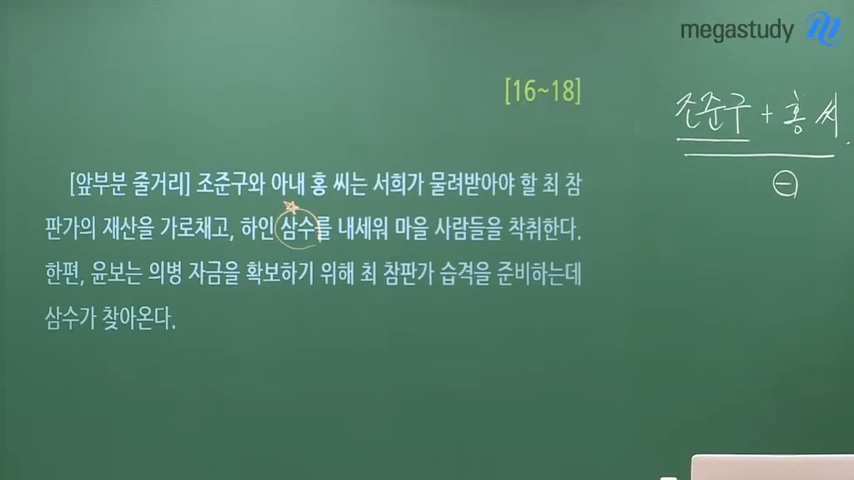 megastudy
[16~18]
조준구 + 홍 씨
⊖
[앞부분 줄거리] 조준구와 아내 홍 씨는 서희가 물려받아야 할 최 참
판가의 재산을 가로채고, 하인 삼수를 내세워 마을 사람들을 착취한다.
한편, 윤보는 의병 자금을 확보하기 위해 최 참판가 습격을 준비하는데
삼수가 찾아온다.